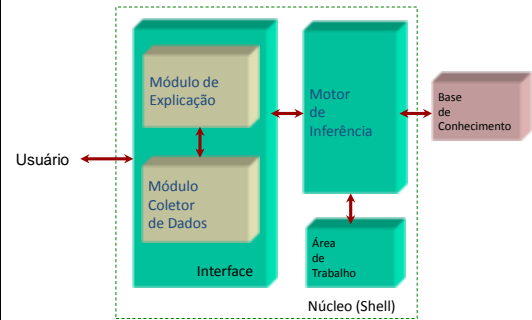 Usuário
Módulo de
Explicação
Módulo
Coletor
de Dados
Interface
Motor
de
Inferência
Área
de
Trabalho
Núcleo (Shell)
Base
de
Conhecimento